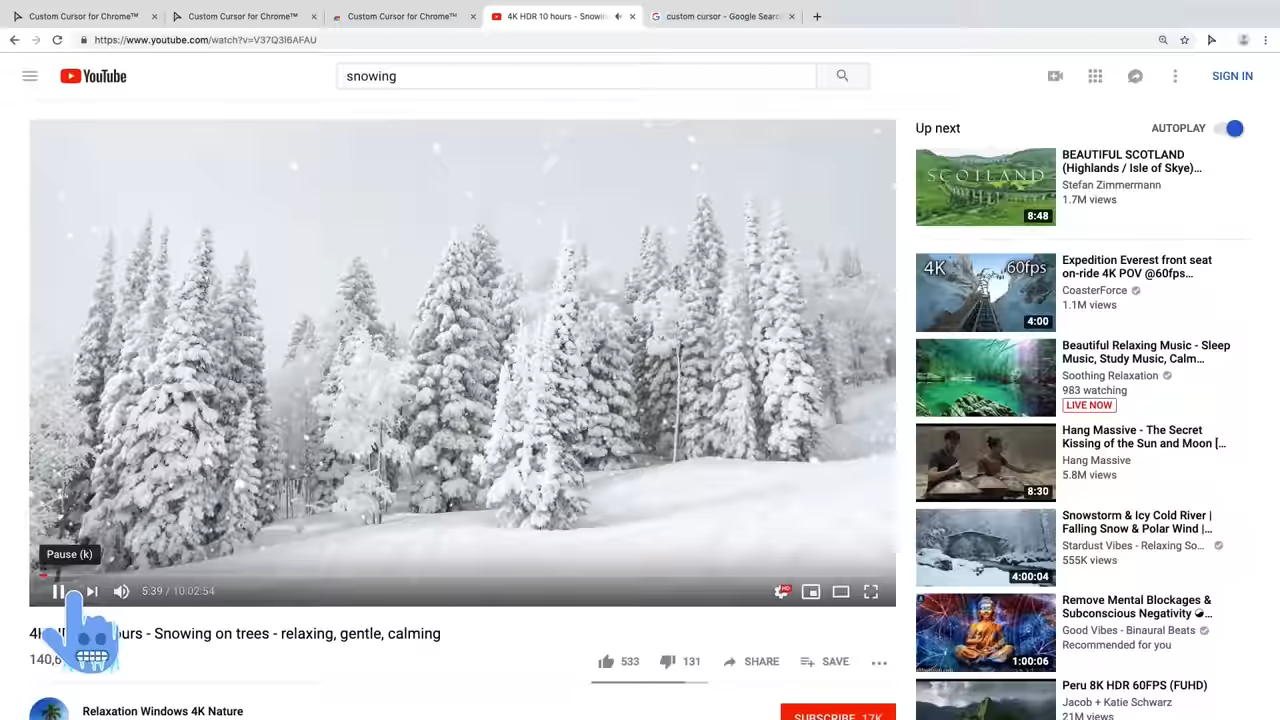 Custom Cursor for Chrome™
Custom Cursor for Chrome™
Custom Cursor for Chrome™
4K HDR 10 hours - Snowin
custom cursor - Google Searc
https://www.youtube.com/watch?v=V37Q3I6AFAU
YouTube
snowing
SIGN IN
Up next
AUTOPLAY
SCOTLAND
8:48
BEAUTIFUL SCOTLAND
(Highlands / Isle of Skye)...
Stefan Zimmermann
1.7M views
4K
60fps
4:00
Expedition Everest front seat
on-ride 4K POV @60fps...
CoasterForce
1.1M views
Beautiful Relaxing Music - Sleep
Music, Study Music, Calm...
Soothing Relaxation
983 watching
LIVE NOW
8:30
Hang Massive - The Secret
Kissing of the Sun and Moon [...
Hang Massive
5.8M views
4:00:04
Snowstorm & Icy Cold River |
Falling Snow & Polar Wind |...
Stardust Vibes - Relaxing So...
555K views
1:00:06
Remove Mental Blockages &
Subconscious Negativity ...
Good Vibes - Binaural Beats
Recommended for you
Peru 8K HDR 60FPS (FUHD)
Jacob + Katie Schwarz
21M views
Pause (k)
5:39 / 10:02:54
HD
ours - Snowing on trees - relaxing, gentle, calming
533
131
SHARE
SAVE
Relaxation Windows 4K Nature
SUBSCRIBE 17K